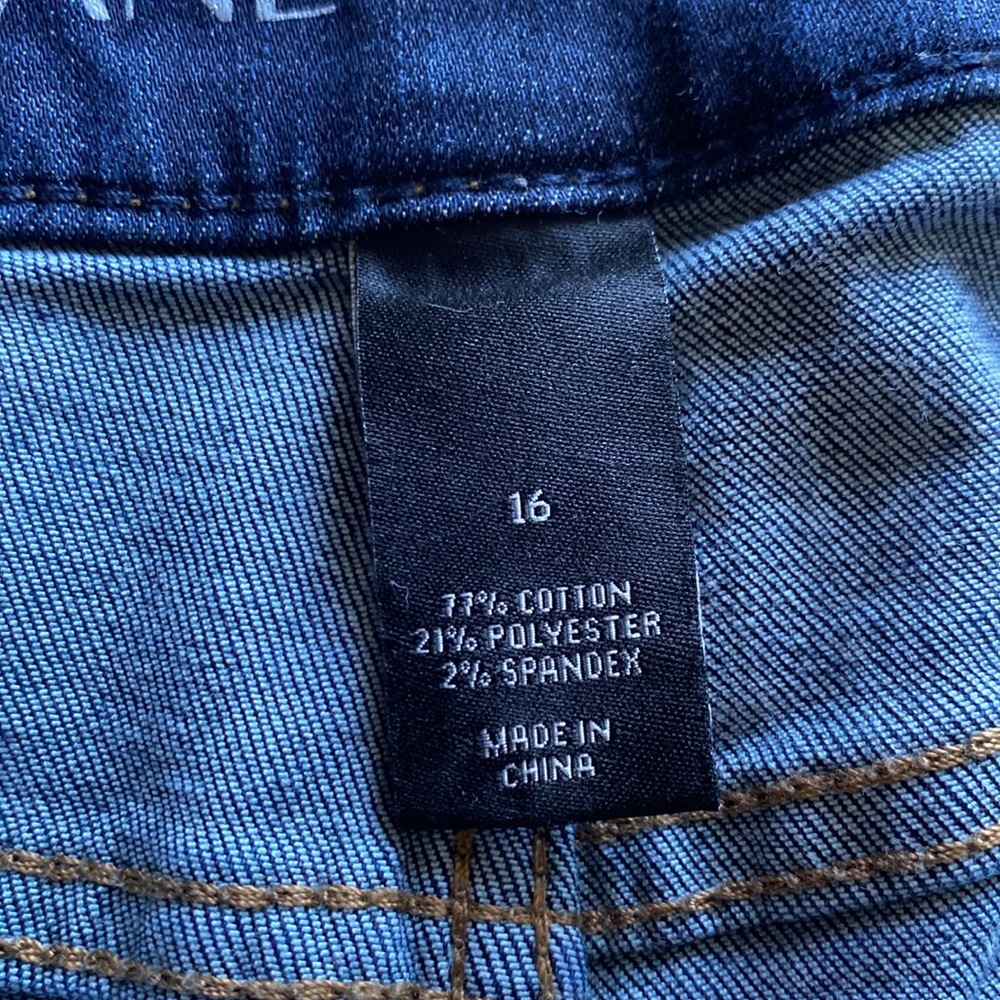 16
77% COTTON
21% POLYESTER
2% SPANDEX
MADE IN
CHINA